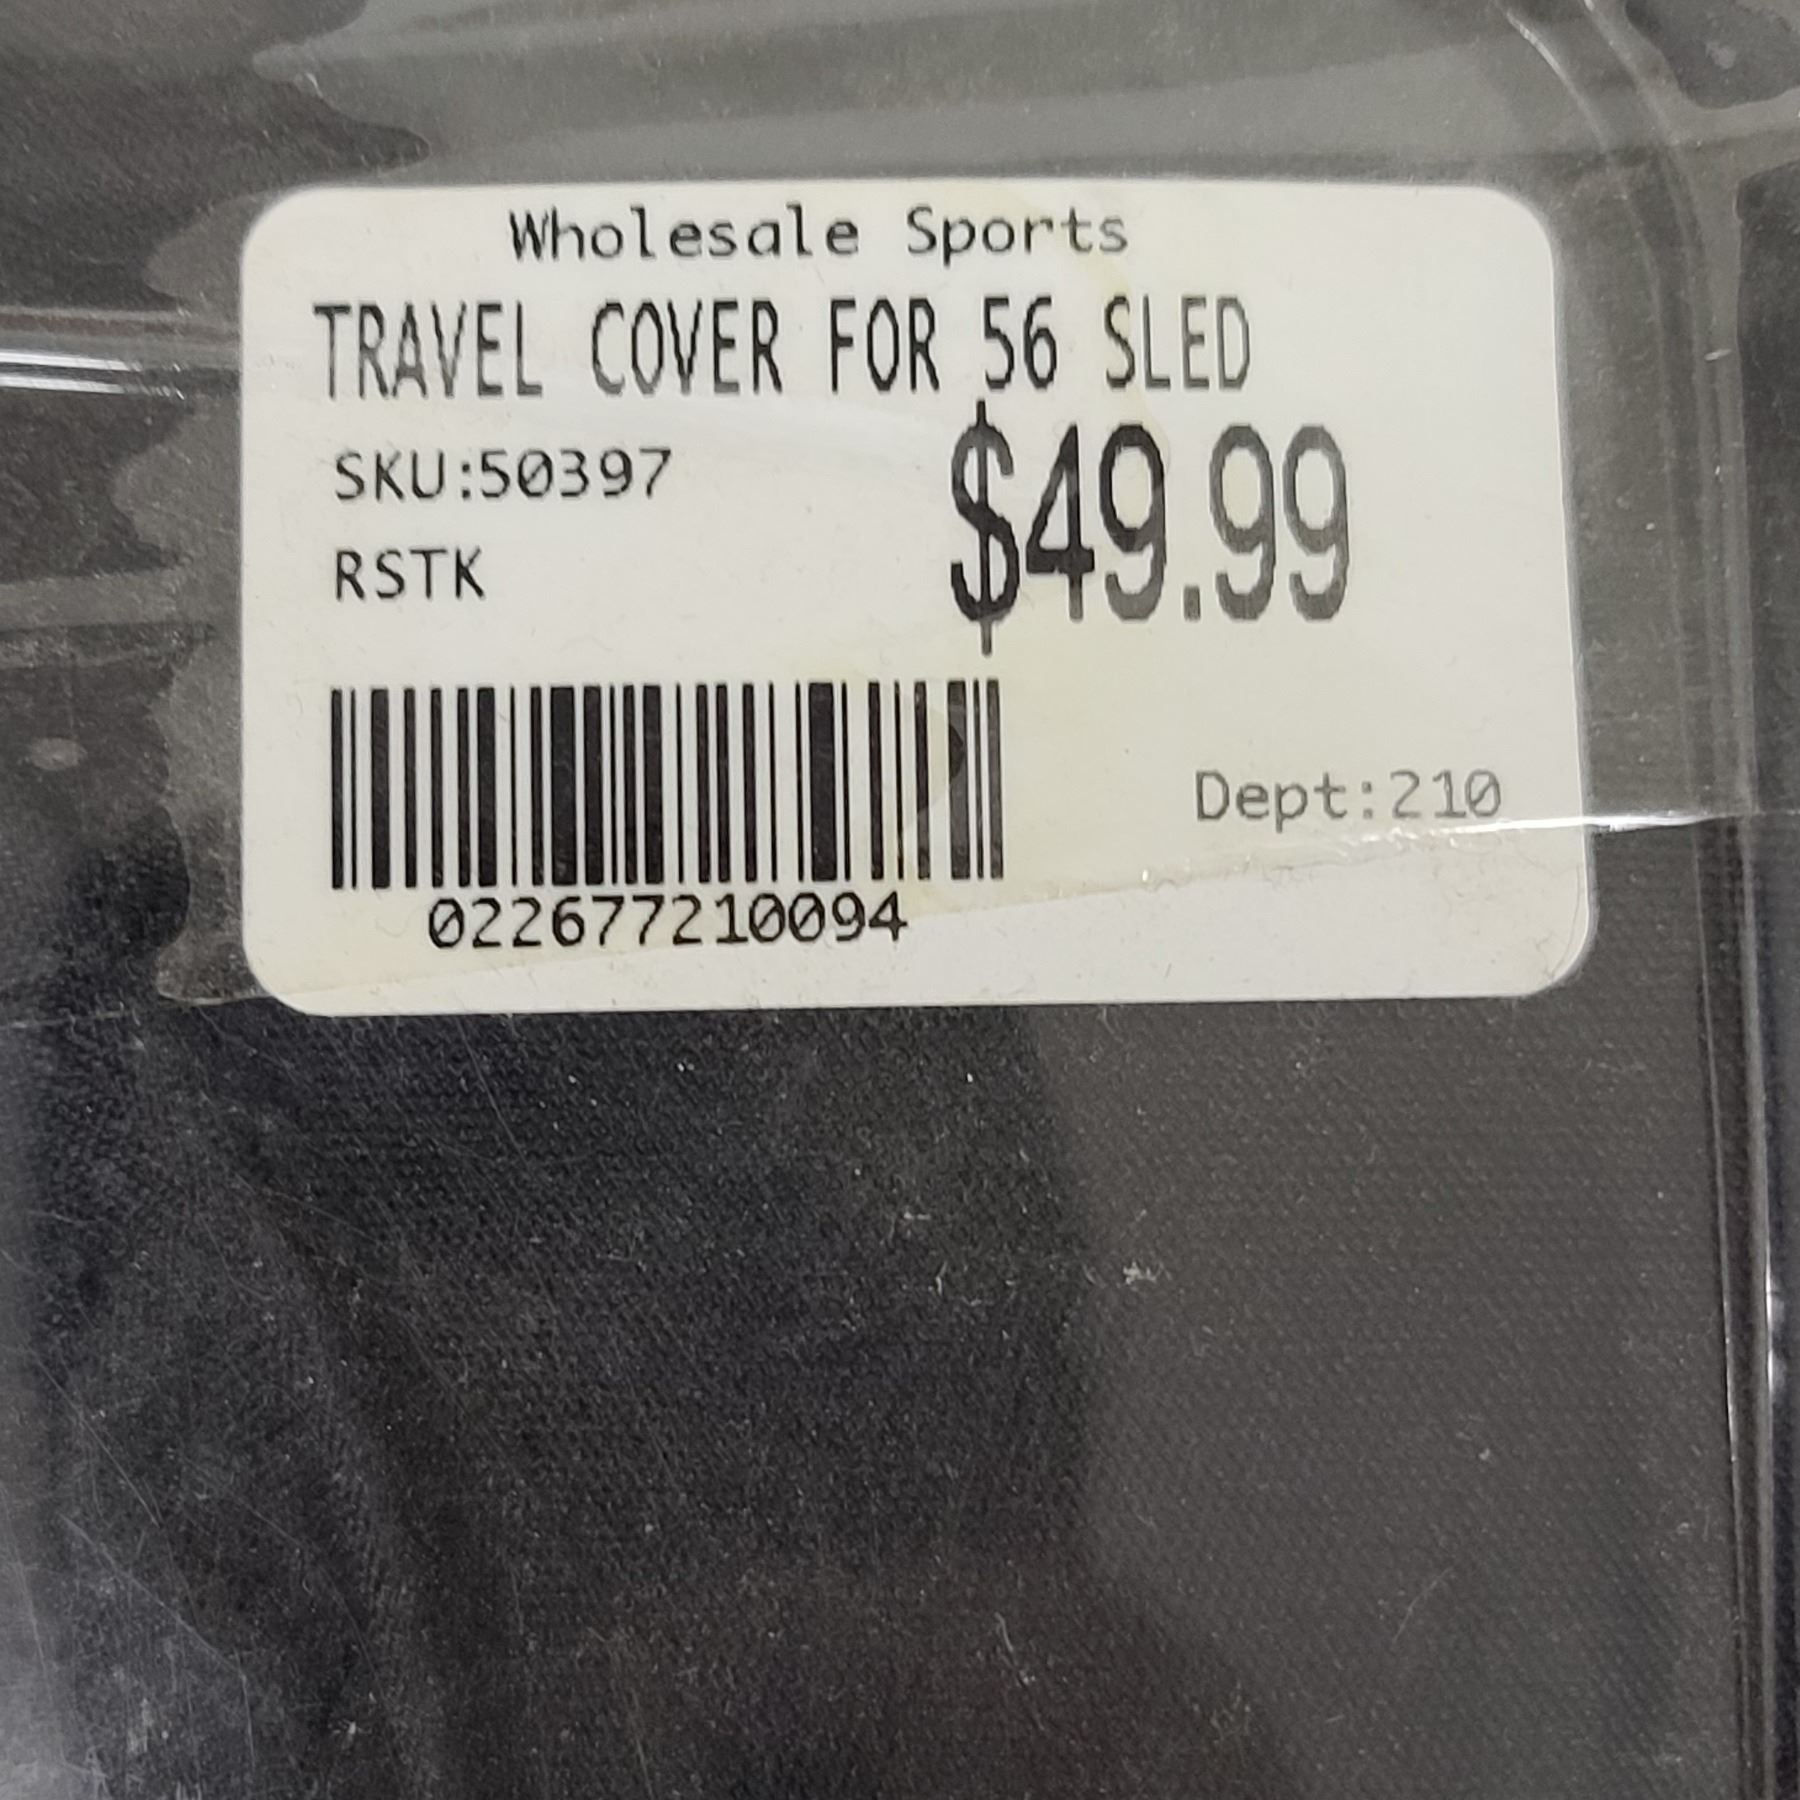 Wholesale Sports
TRAVEL COVER FOR 56 SLED
SKU:50397
$49.99
RSTK
Dept:210
022677210094